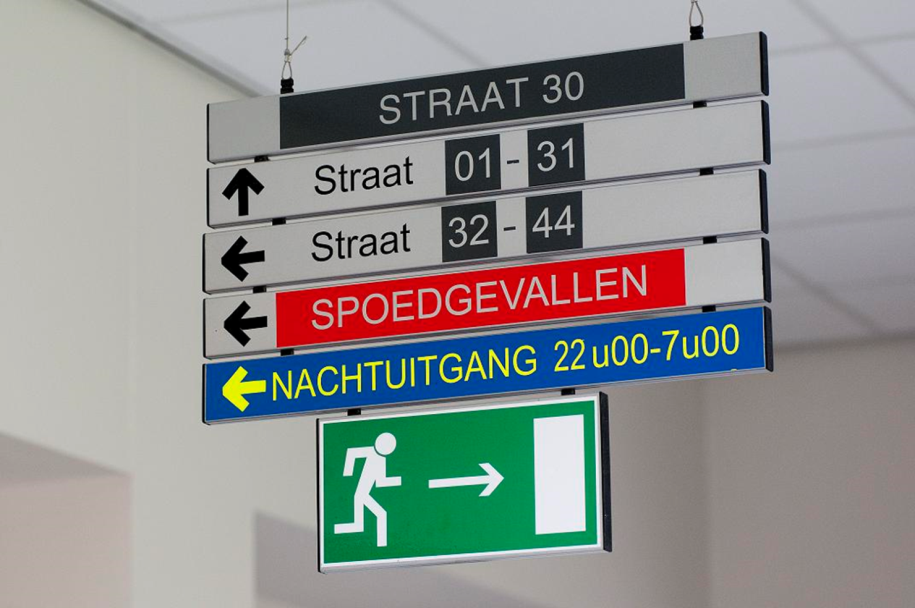 STRAAT 30
Straat 01 - 31
Straat 32 - 44
SPOEDGEVALLEN
NACHTUITGANG 22u00-7u00